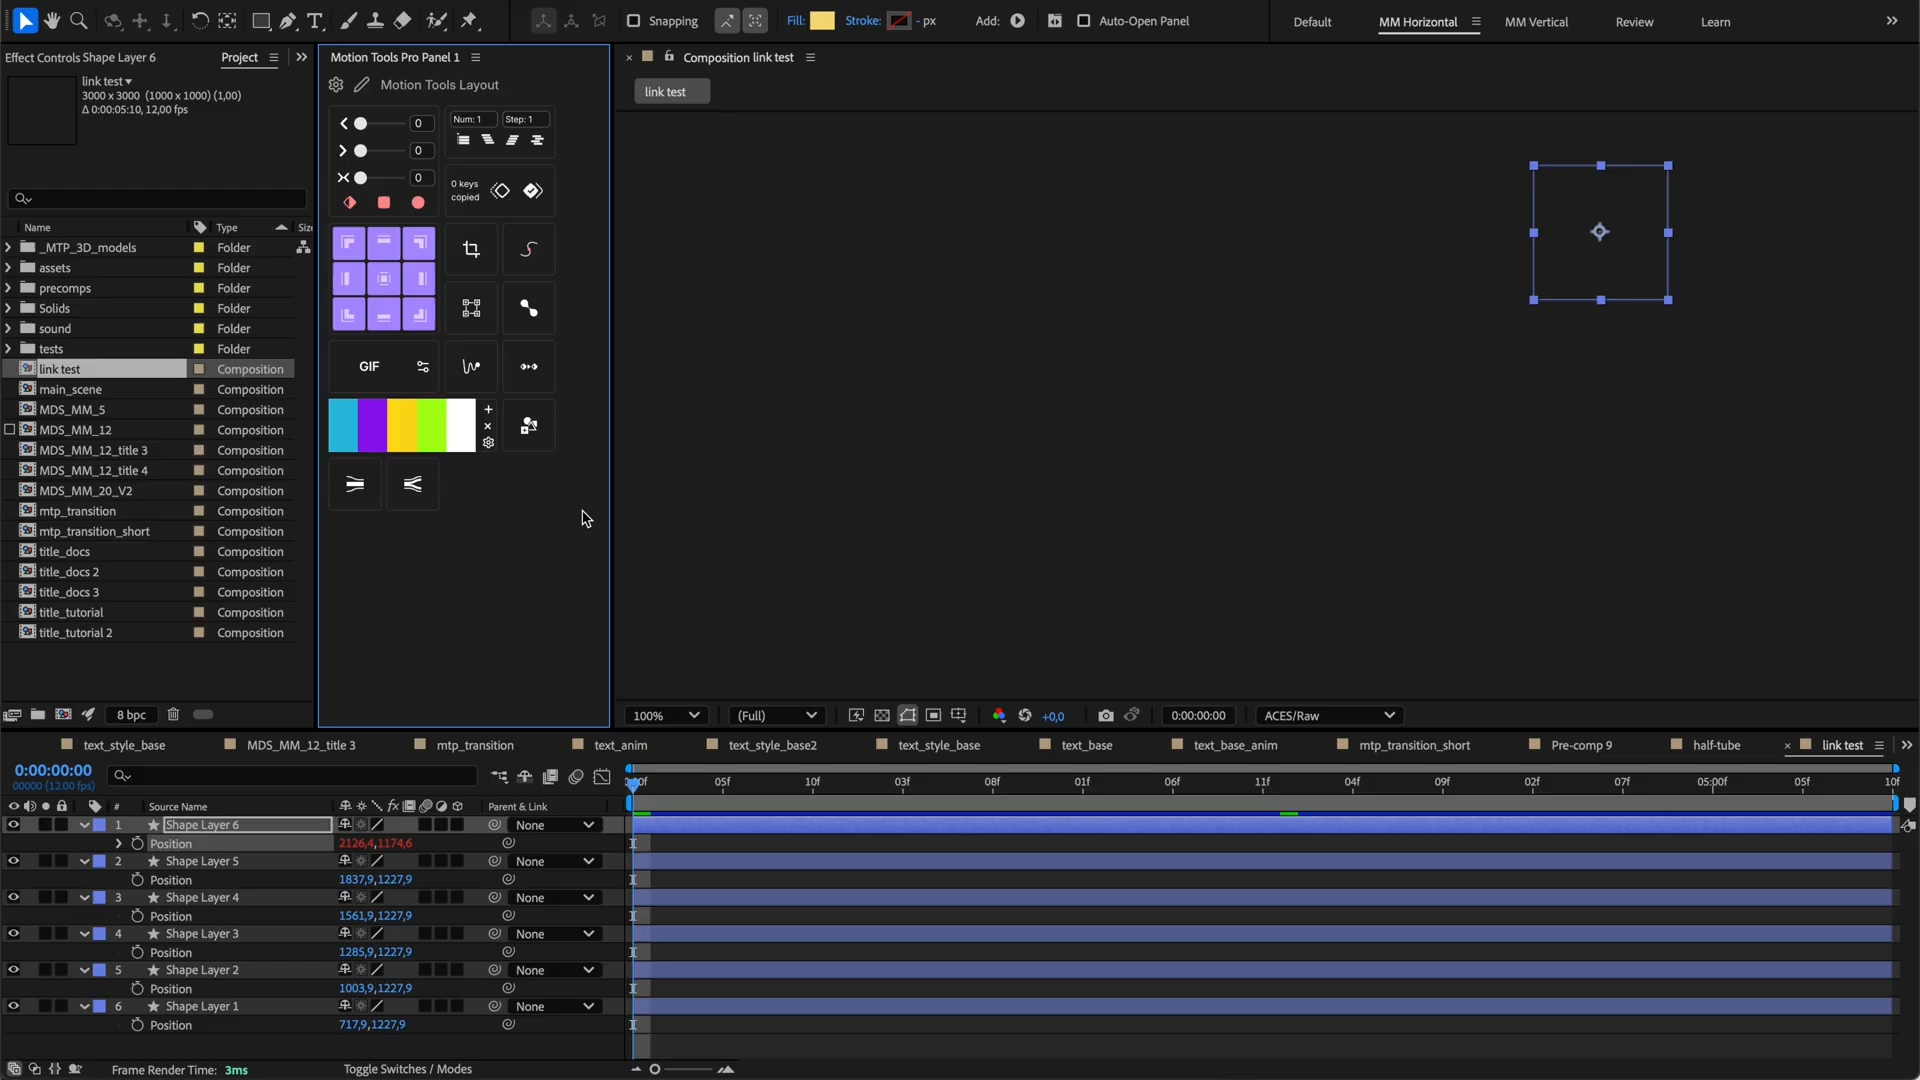 Snapping
Fill:
Stroke:
- px
Add:
Auto-Open Panel
Default
MM Horizontal
MM Vertical
Review
Learn
Effect Controls Shape Layer 6
Project
Motion Tools Pro Panel 1
Composition link test
link test
3000 x 3000 (1000 x 1000) (1,00)
Δ 0:00:05:10, 12,00 fps
Motion Tools Layout
link test
0
Num: 1
Step: 1
0
0
0 keys
copied
Name
Type
Siz
_MTP_3D_models
Folder
assets
Folder
precomps
Folder
Solids
Folder
sound
Folder
tests
Folder
link test
Composition
main_scene
Composition
MDS_MM_5
Composition
MDS_MM_12
Composition
MDS_MM_12_title 3
Composition
MDS_MM_12_title 4
Composition
MDS_MM_20_V2
Composition
mtp_transition
Composition
mtp_transition_short
Composition
title_docs
Composition
title_docs 2
Composition
title_docs 3
Composition
title_tutorial
Composition
title_tutorial 2
Composition
GIF
8 bpc
100%
(Full)
+0,0
0:00:00:00
ACES/Raw
text_style_base
MDS_MM_12_title 3
mtp_transition
text_anim
text_style_base2
text_style_base
text_base
text_base_anim
mtp_transition_short
Pre-comp 9
half-tube
link test
0:00:00:00
00000 (12.00 fps)
05f
10f
03f
08f
01f
06f
11f
04f
09f
02f
07f
05:00f
05f
10f
#
Source Name
fx
Parent & Link
1
Shape Layer 6
None
Position
2126,4,1174,6
2
Shape Layer 5
None
Position
1837,9,1227,9
3
Shape Layer 4
None
Position
1561,9,1227,9
4
Shape Layer 3
None
Position
1285,9,1227,9
5
Shape Layer 2
None
Position
1003,9,1227,9
6
Shape Layer 1
None
Position
717,9,1227,9
Frame Render Time: 3ms
Toggle Switches / Modes